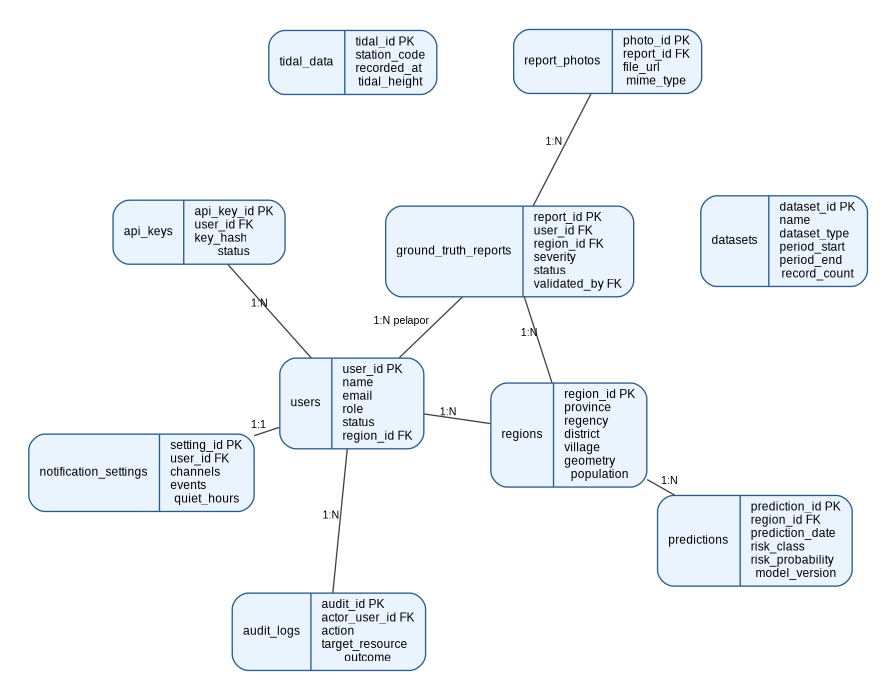 tidal_data
tidal_id PK
station_code
recorded_at
tidal_height
report_photos
photo_id PK
report_id FK
file_url
mime_type
1:N
api_keys
api_key_id PK
user_id FK
key_hash
status
ground_truth_reports
report_id PK
user_id FK
region_id FK
severity
status
validated_by FK
datasets
dataset_id PK
name
dataset_type
period_start
period_end
record_count
1:N
1:N pelapor
1:N
users
user_id PK
name
email
role
status
region_id FK
1:N
regions
region_id PK
province
regency
district
village
geometry
population
1:1
notification_settings
setting_id PK
user_id FK
channels
events
quiet_hours
1:N
predictions
prediction_id PK
region_id FK
prediction_date
risk_class
risk_probability
model_version
1:N
audit_logs
audit_id PK
actor_user_id FK
action
target_resource
outcome